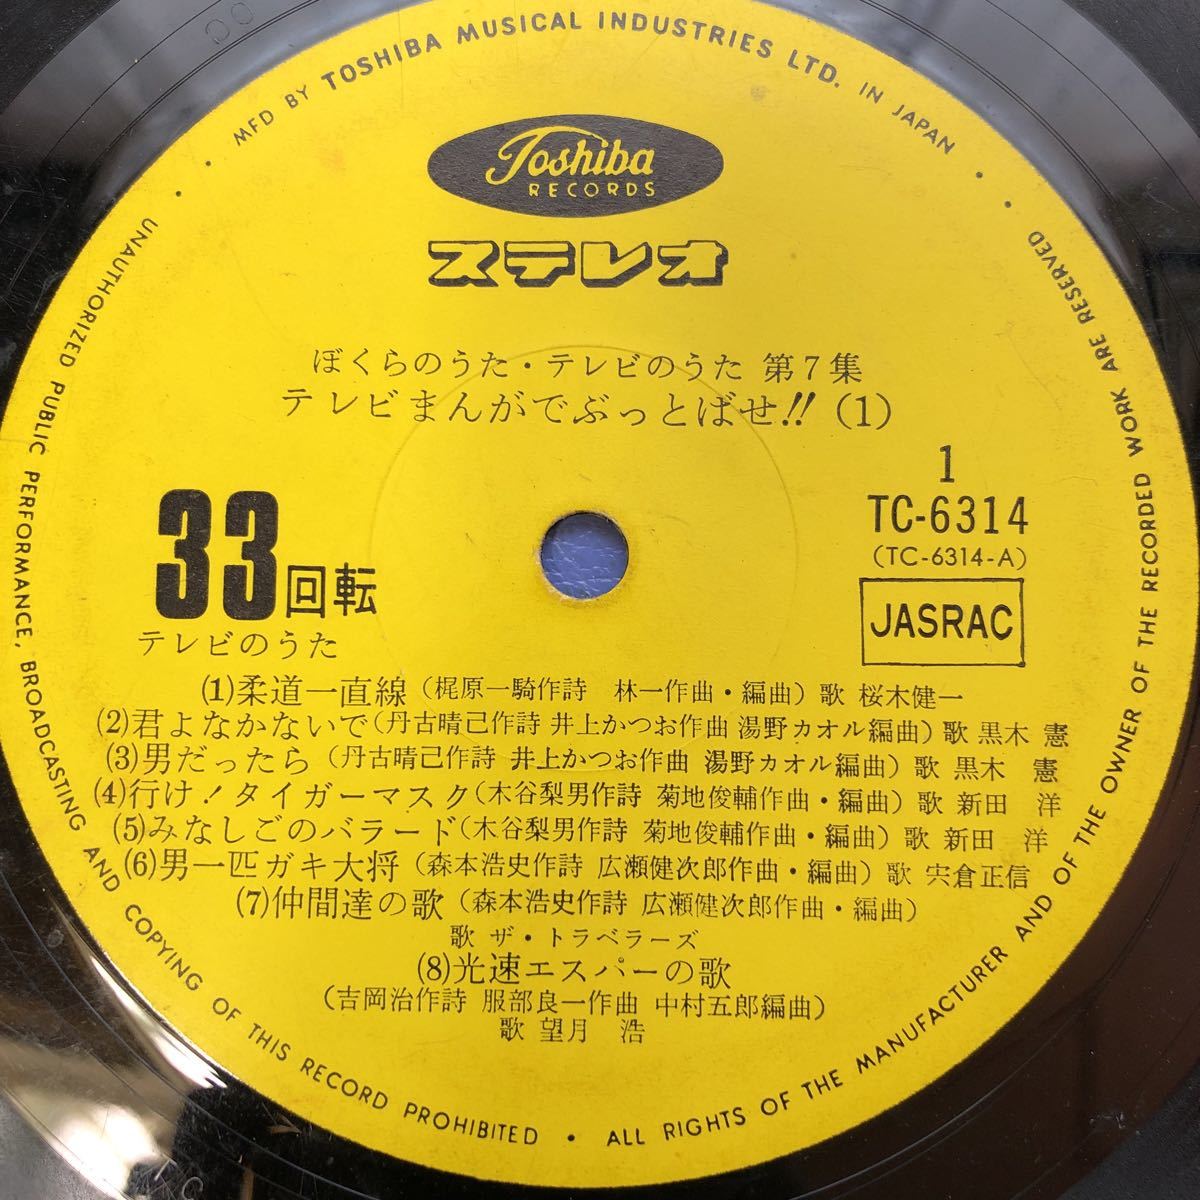 MFD BY TOSHIBA MUSICAL INDUSTRIES LTD. IN JAPAN
Toshiba
RECORDS
ステレオ
ぼくらのうた・テレビのうた 第7集
テレビまんがでぶっとばせ!! (1)
1
TC-6314
(TC-6314-A)
JASRAC
33回転
テレビのうた
(1)柔道一直線(梶原一騎作詩 林一作曲・編曲)歌 桜木健一
(2)君よなかないで(丹古晴己作詩 井上かつお作曲 湯野カオル編曲)歌 黒木 憲
(3)男だったら(丹古晴己作詩 井上かつお作曲 湯野カオル編曲)歌 黒木 憲
(4)行け!タイガーマスク(木谷梨男作詩 菊地俊輔作曲・編曲)歌 新田 洋
(5)みなしごのバラード(木谷梨男作詩 菊地俊輔作曲・編曲)歌 新田 洋
(6)男一匹ガキ大将(森本浩史作詩 広瀬健次郎作曲・編曲)歌 宍倉正信
(7)仲間達の歌(森本浩史作詩 広瀬健次郎作曲・編曲)
歌 ザ・トラベラーズ
(8)光速エスパーの歌
(吉岡治作詩 服部良一作曲 中村五郎編曲)
歌 望月 浩
UNAUTHORIZED PUBLIC PERFORMANCE, BROADCASTING AND COPYING OF THIS RECORD PROHIBITED • ALL RIGHTS OF THE MANUFACTURER AND OF THE OWNER OF THE RECORDED WORK ARE RESERVED